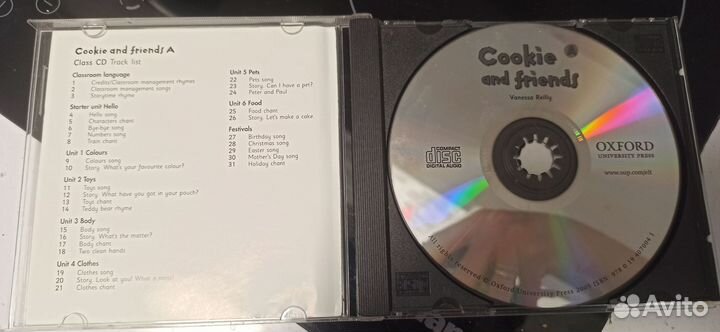 Cookie and friends A
Class CD Track list
Classroom language
1 Credits/Classroom management rhymes
2 Classroom management songs
3 Storytime rhyme
Starter unit Hello
4 Hello song
5 Characters chant
6 Bye-bye song
7 Numbers song
8 Train chant
Unit 1 Colours
9 Colours song
10 Story: What's your favourite colour?
Unit 2 Toys
11 Toys song
12 Story: What have you got in your pouch?
13 Toys chant
14 Teddy bear rhyme
Unit 3 Body
15 Body song
16 Story: What's the matter?
17 Body chant
18 Two clean hands
Unit 4 Clothes
19 Clothes song
20 Story: Look at you! What a mess!
21 Clothes chant
Unit 5 Pets
22 Pets song
23 Story: Can I have a pet?
24 Peter and Paul
Unit 6 Food
25 Food chant
26 Story: Let's make a cake.
Festivals
27 Birthday song
28 Christmas song
29 Easter song
30 Mother's Day song
31 Holiday chant
Cookie A
and friends
Vanessa Reilly
COMPACT
disc
DIGITAL AUDIO
OXFORD
UNIVERSITY PRESS
www.oup.com/elt
All rights reserved © Oxford University Press 2005 ISBN 978 0 19 407004 1
Avito